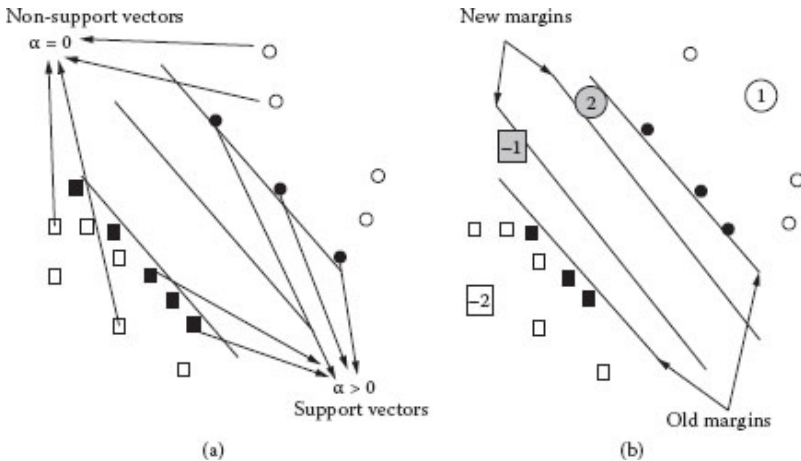 Non-support vectors
α = 0
α > 0
Support vectors
(a)
New margins
2
1
−1
−2
Old margins
(b)